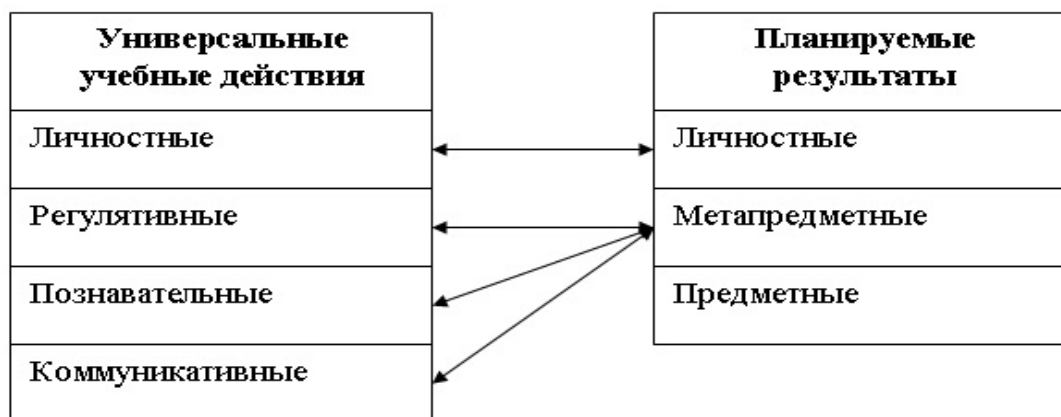 Универсальные
учебные действия
Личностные
Регулятивные
Познавательные
Коммуникативные
Планируемые
результаты
Личностные
Метапредметные
Предметные